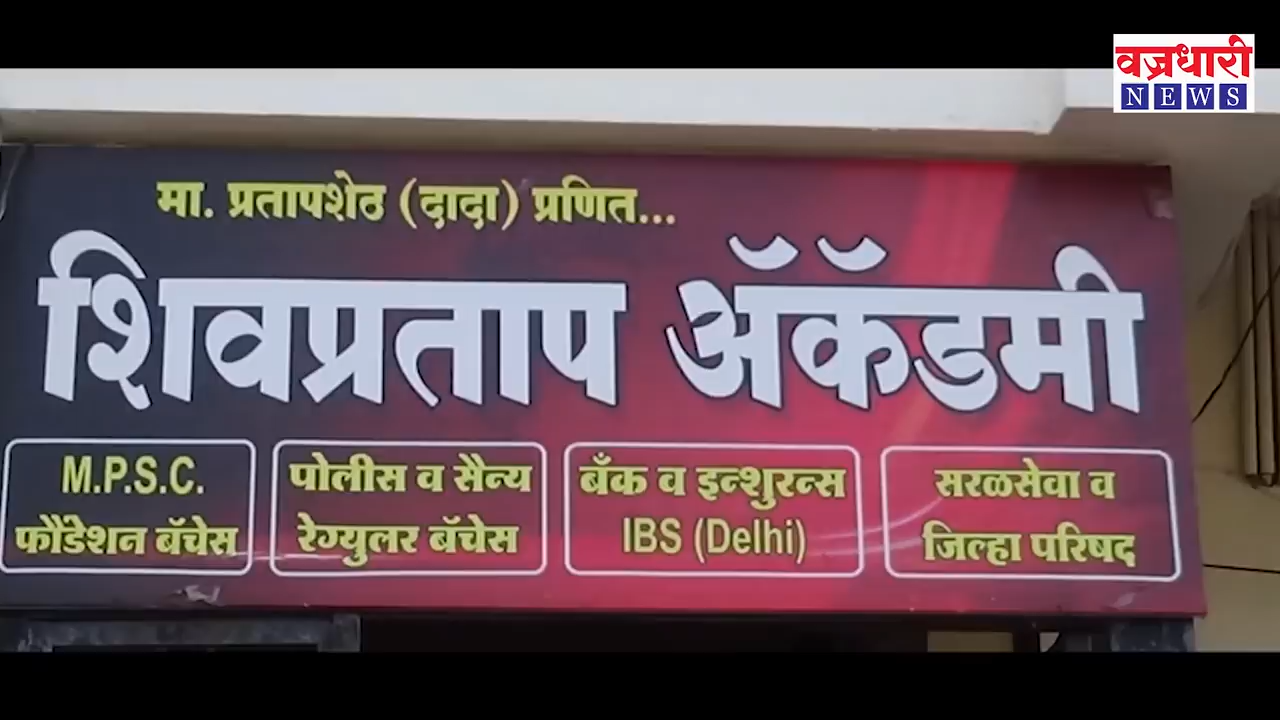 वज्रधारी
NEWS
मा. प्रतापशेठ (दादा) प्रणित...
शिवप्रताप ॲकॅडमी
M.P.S.C.
फौंडेशन बॅचेस
पोलीस व सैन्य
रेग्युलर बॅचेस
बँक व इन्शुरन्स
IBS (Delhi)
सरळसेवा व
जिल्हा परिषद